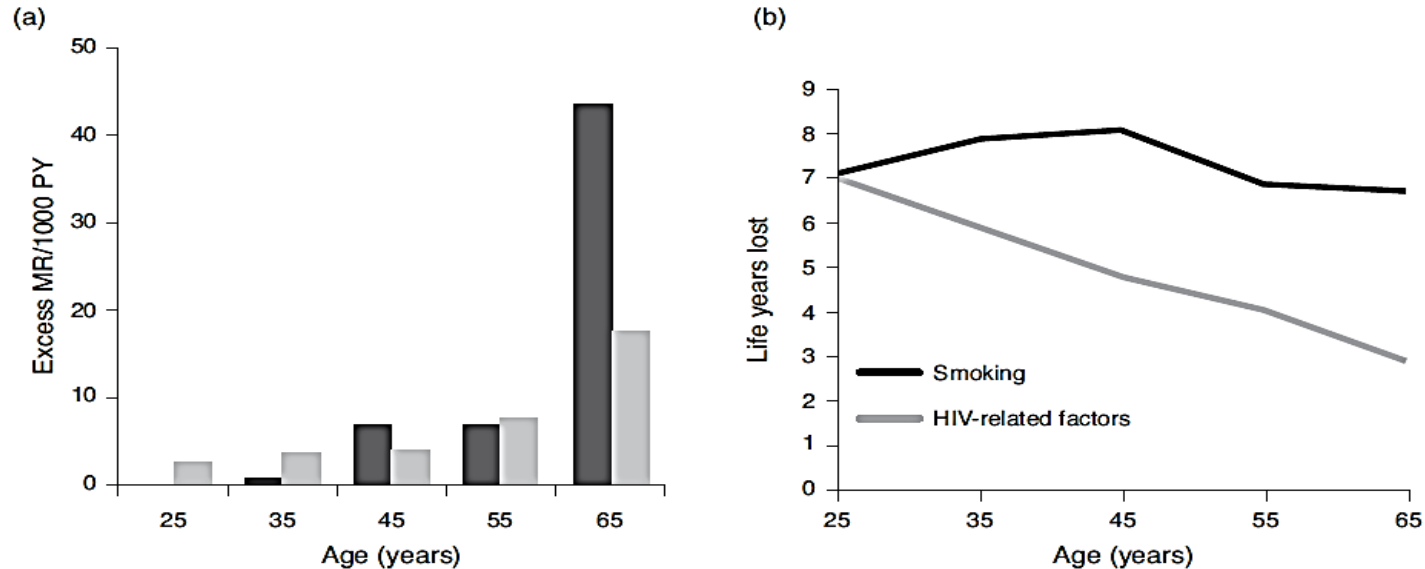 (a)
50
40
30
20
10
0
Excess MR/1000 PY
25 35 45 55 65
Age (years)
(b)
9
8
7
6
5
4
3
2
1
0
Life years lost
Smoking
HIV-related factors
25 35 45 55 65
Age (years)